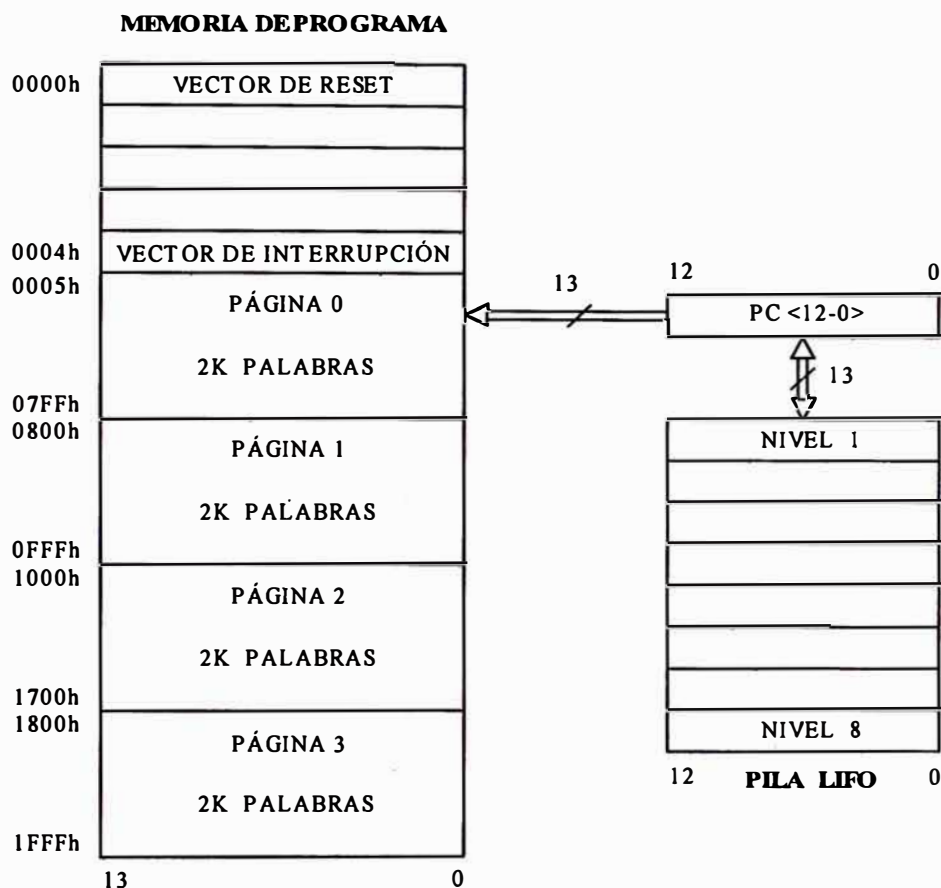 MEMORIA DE PROGRAMA
0000h
VECTOR DE RESET
0004h
VECTOR DE INTERRUPCIÓN
0005h
PÁGINA 0
2K PALABRAS
07FFh
0800h
PÁGINA 1
2K PALABRAS
0FFFh
1000h
PÁGINA 2
2K PALABRAS
1700h
1800h
PÁGINA 3
2K PALABRAS
1FFFh
13 0
13
12 0
PC <12-0>
13
NIVEL 1
NIVEL 8
12 0
PILA LIFO